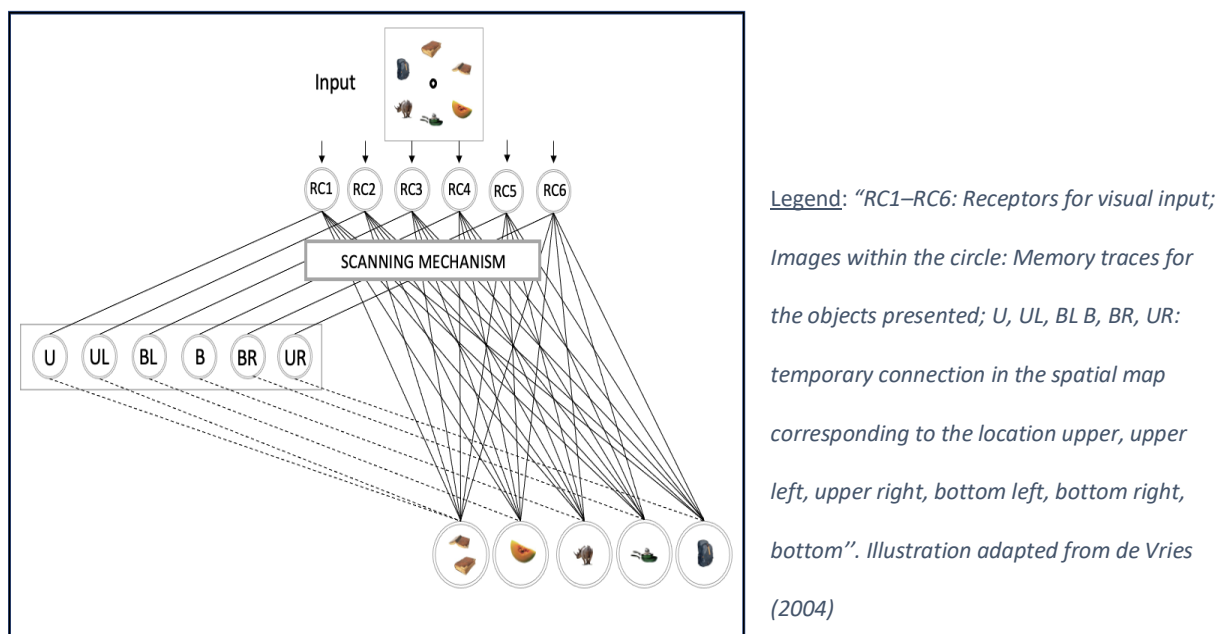 Input
RC1 RC2 RC3 RC4 RC5 RC6
SCANNING MECHANISM
U UL BL B BR UR
Legend: “RC1–RC6: Receptors for visual input;
Images within the circle: Memory traces for
the objects presented; U, UL, BL B, BR, UR:
temporary connection in the spatial map
corresponding to the location upper, upper
left, upper right, bottom left, bottom right,
bottom’’. Illustration adapted from de Vries
(2004)